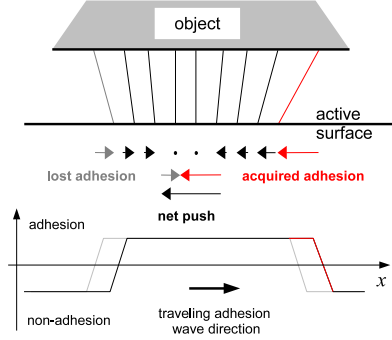 object
active
surface
lost adhesion
acquired adhesion
net push
adhesion
x
non-adhesion
traveling adhesion
wave direction